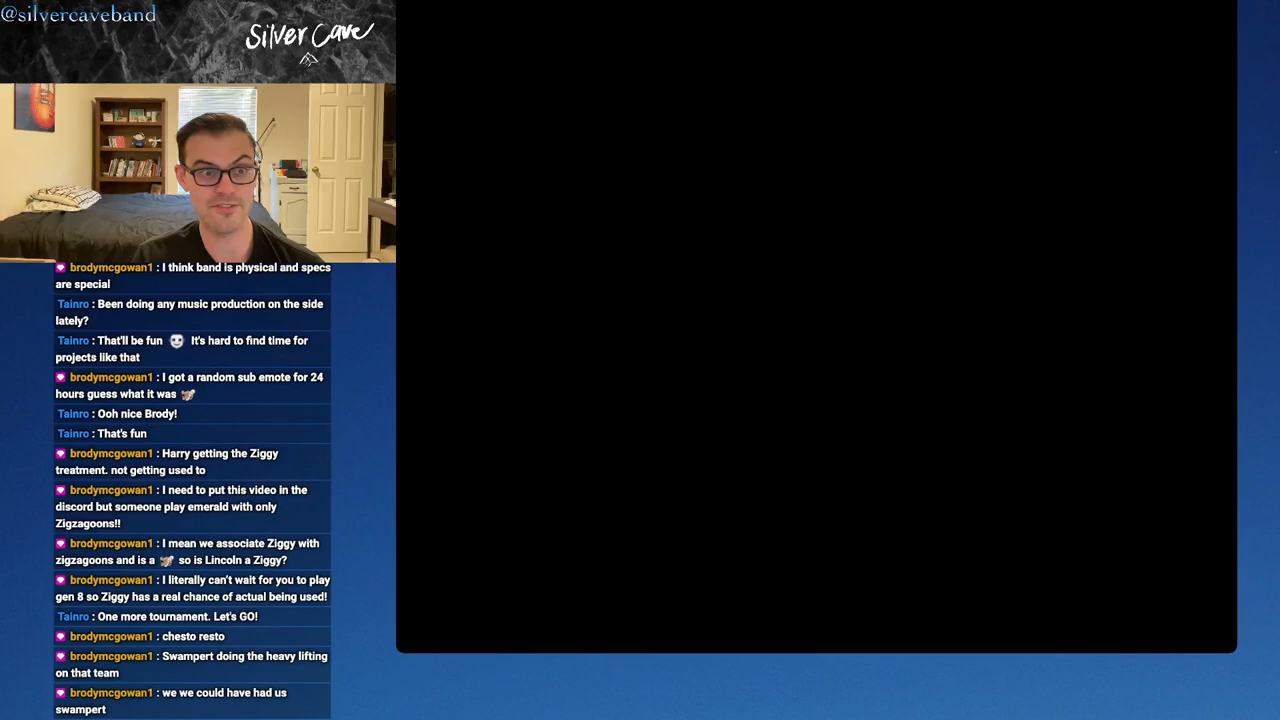 @silvercaveband
Silver Cave
brodymcgowan1 : I think band is physical and specs
are special
Tainro : Been doing any music production on the side
lately?
Tainro : That'll be fun It's hard to find time for
projects like that
brodymcgowan1 : I got a random sub emote for 24
hours guess what it was
Tainro : Ooh nice Brody!
Tainro : That's fun
brodymcgowan1 : Harry getting the Ziggy
treatment. not getting used to
brodymcgowan1 : I need to put this video in the
discord but someone play emerald with only
Zigzagoons!!
brodymcgowan1 : I mean we associate Ziggy with
zigzagoons and is a so is Lincoln a Ziggy?
brodymcgowan1 : I literally can't wait for you to play
gen 8 so Ziggy has a real chance of actual being used!
Tainro : One more tournament. Let's GO!
brodymcgowan1 : chesto resto
brodymcgowan1 : Swampert doing the heavy lifting
on that team
brodymcgowan1 : we we could have had us
swampert